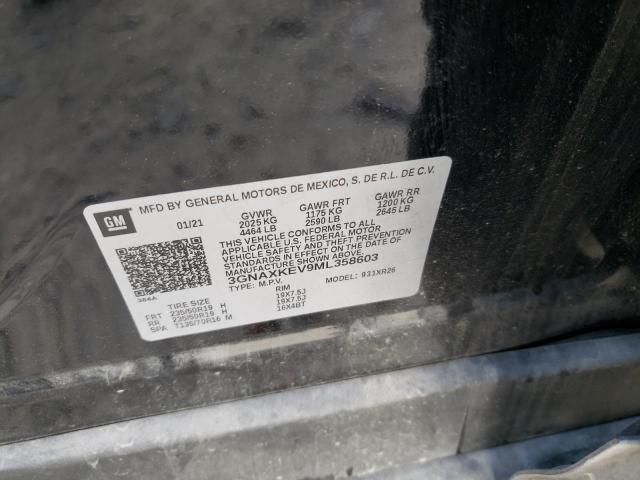 GM
MFD BY GENERAL MOTORS DE MEXICO, S. DE R.L. DE C.V.
01/21 GVWR GAWR FRT GAWR RR
2025 KG 1175 KG 1200 KG
4464 LB 2590 LB 2645 LB
THIS VEHICLE CONFORMS TO ALL
APPLICABLE U.S. FEDERAL MOTOR
VEHICLE SAFETY AND THEFT PREVENTION
STANDARDS IN EFFECT ON THE DATE OF
MANUFACTURE SHOWN ABOVE.
3GNAXKEV9ML358603
TYPE: M.P.V. MODEL: 931XR26
384A
TIRE SIZE RIM
FRT 235/50R19 H 19X7.5J
RR 235/50R19 H 19X7.5J
SPA T135/70R16 M 16X4BT